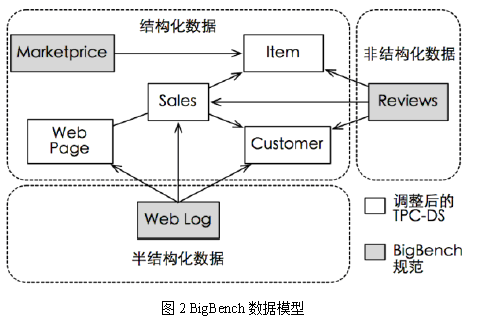 结构化数据
Marketprice
Item
非结构化数据
Sales
Reviews
Web
Page
Customer
Web Log
半结构化数据
调整后的
TPC-DS
BigBench
规范
图 2 BigBench 数据模型